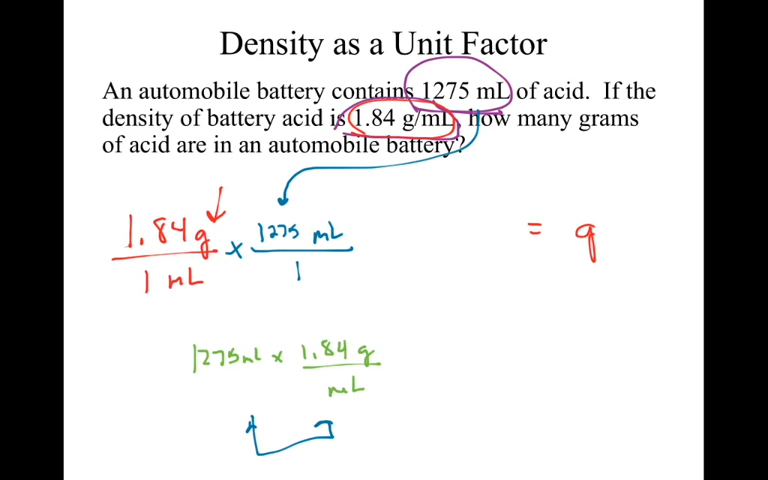 Density as a Unit Factor
An automobile battery contains 1275 mL of acid. If the
density of battery acid is 1.84 g/mL, how many grams
of acid are in an automobile battery?
1.84 g × 1275 mL = g
1 mL 1
1275 mL × 1.84 g
mL